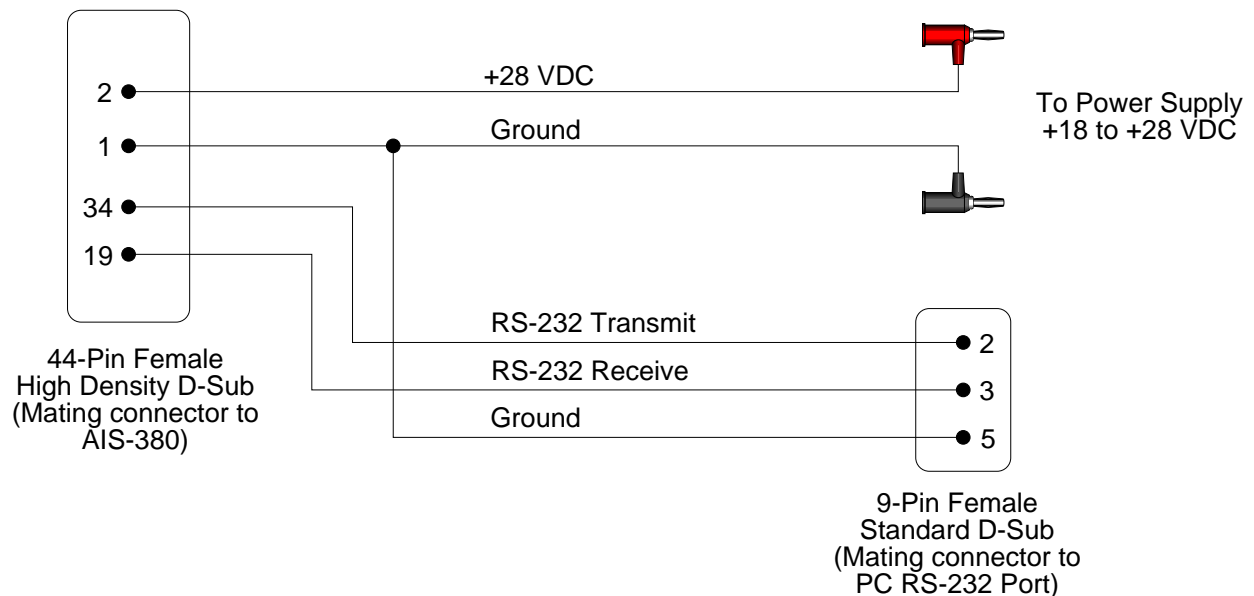 +28 VDC
2
To Power Supply
+18 to +28 VDC
Ground
1
34
19
RS-232 Transmit
2
RS-232 Receive
3
Ground
5
44-Pin Female
High Density D-Sub
(Mating connector to
AIS-380)
9-Pin Female
Standard D-Sub
(Mating connector to
PC RS-232 Port)